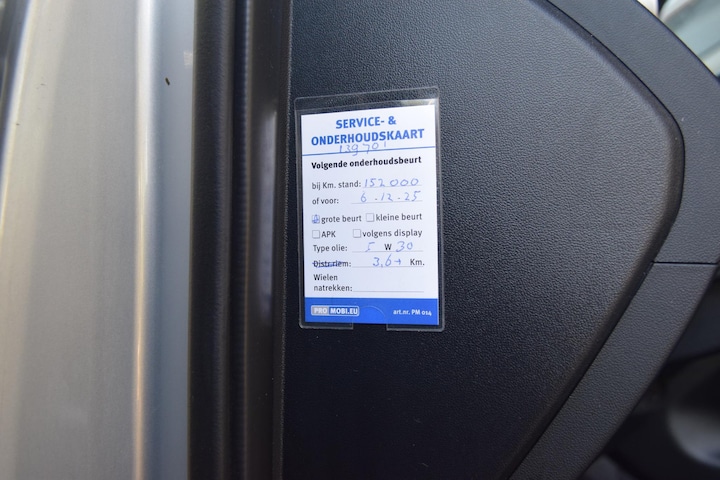 SERVICE- &
ONDERHOUDSKAART
139701
Volgende onderhoudsbeurt
bij Km. stand: 152000
of voor: 6-12-25
grote beurt kleine beurt
APK volgens display
Type olie: 5 W 30
Distr.riem: 3,6 Km.
Wielen
natrekken:
PRO MOBI.EU art.nr. PM 014